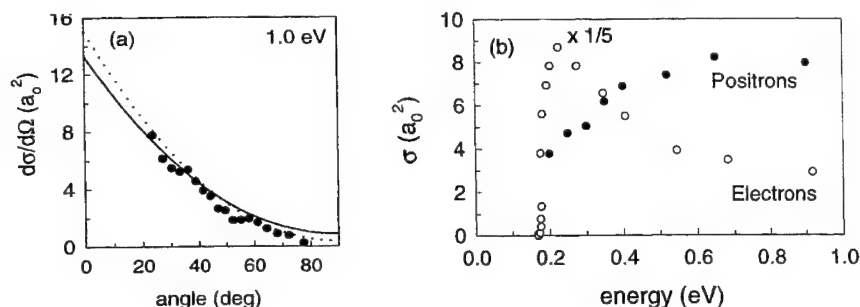 16
12
8
4
0
dσ/dΩ (a₀²)
(a)
1.0 eV
0 20 40 60 80
angle (deg)
10
8
6
4
2
0
σ (a₀²)
(b)
x 1/5
Positrons
Electrons
0.0 0.2 0.4 0.6 0.8 1.0
energy (eV)